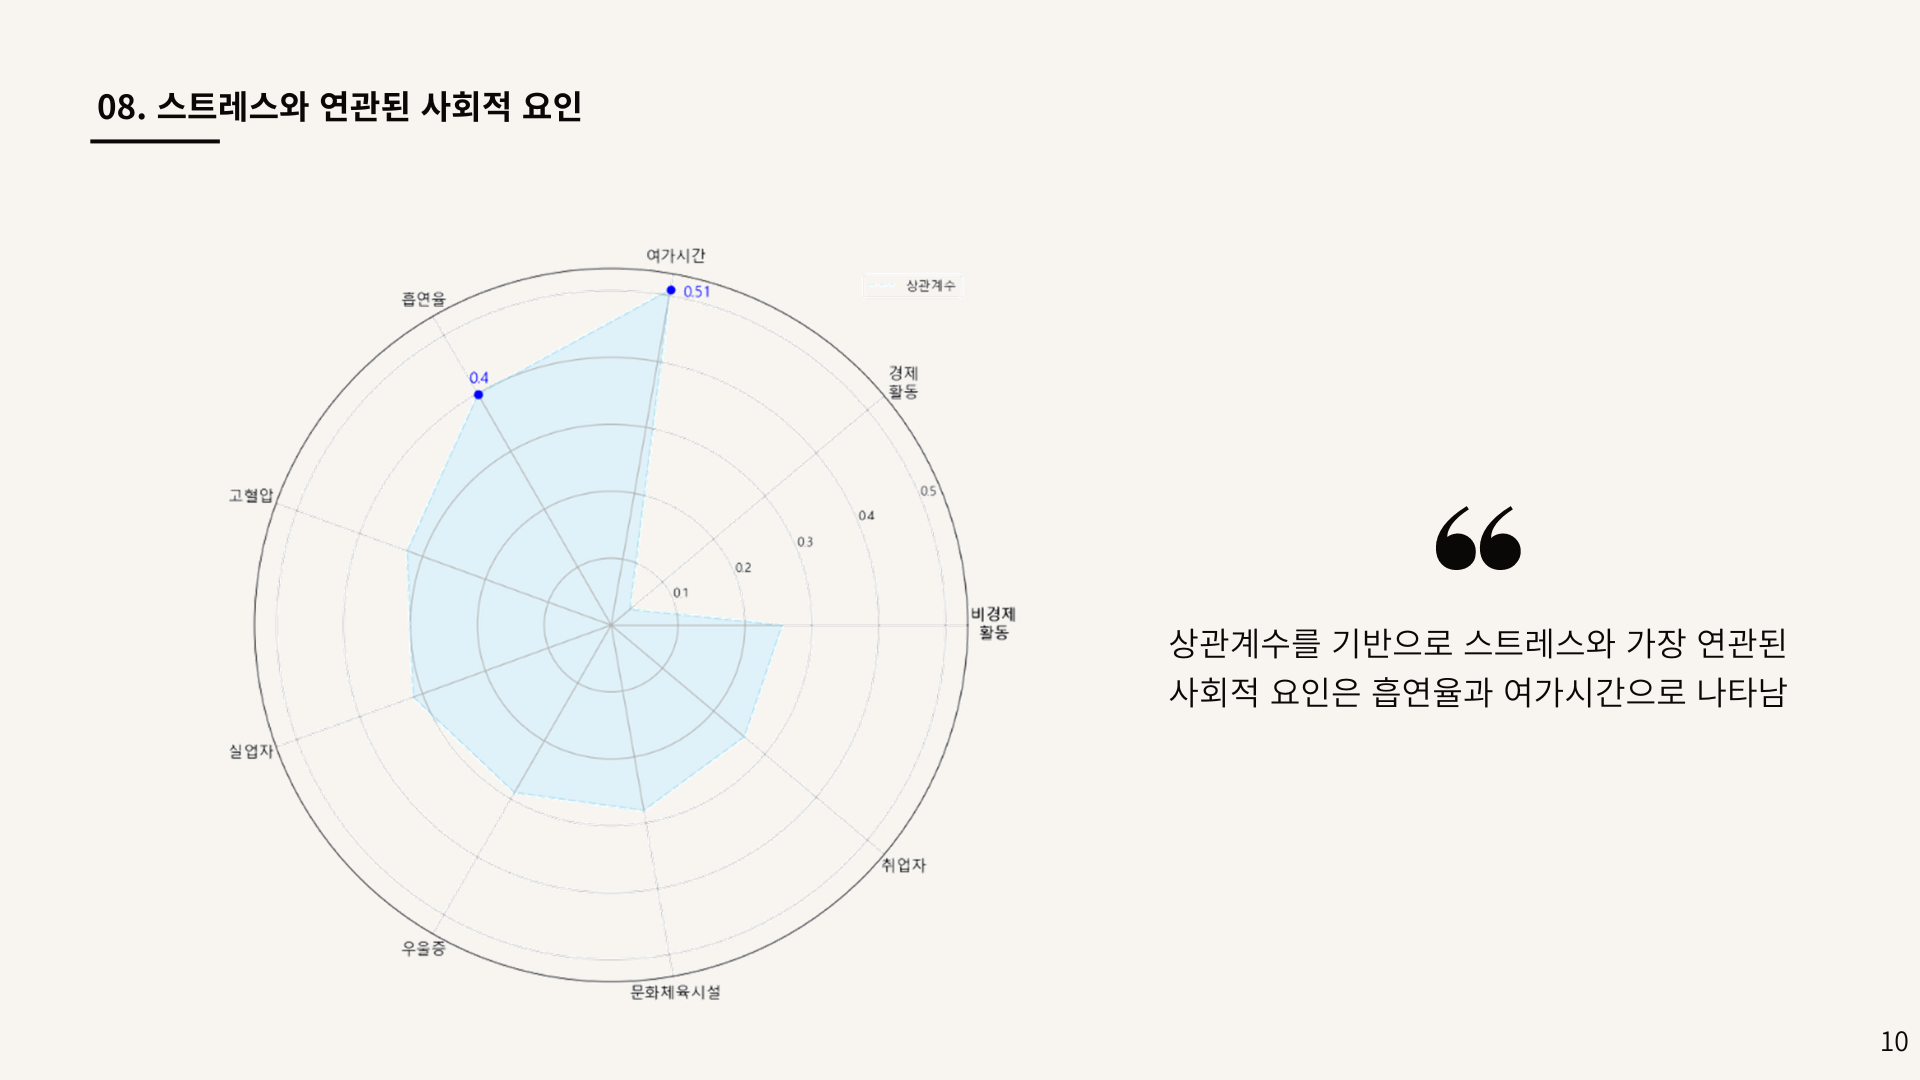 08. 스트레스와 연관된 사회적 요인
여가시간
0.51
상관계수
흡연율
0.4
경제
활동
고혈압
0.5
0.4
0.3
0.2
0.1
비경제
활동
실업자
취업자
우울증
문화체육시설
❝
상관계수를 기반으로 스트레스와 가장 연관된
사회적 요인은 흡연율과 여가시간으로 나타남
10